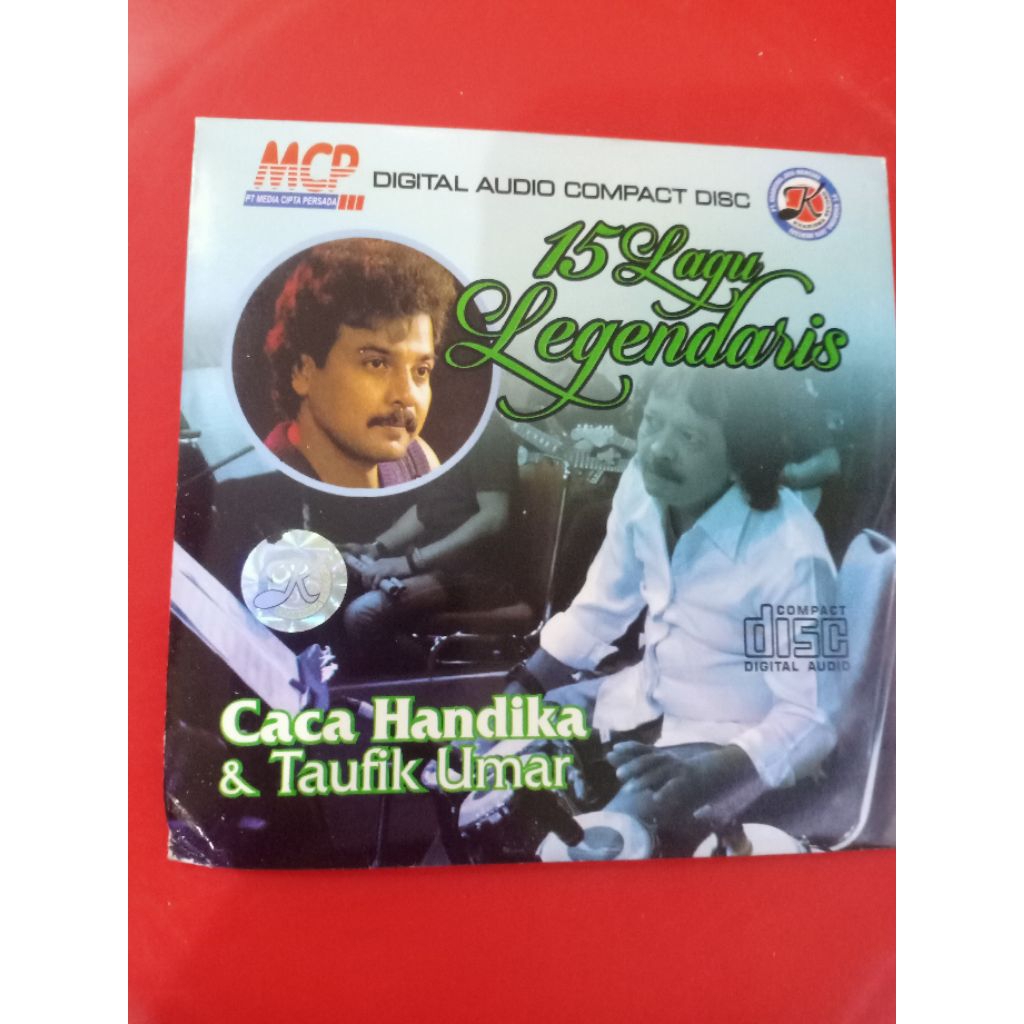 MCP
PT MEDIA CIPTA PERSADA
DIGITAL AUDIO COMPACT DISC
K
15 Lagu
Legendaris
K
COMPACT
disc
DIGITAL AUDIO
Caca Handika
& Taufik Umar